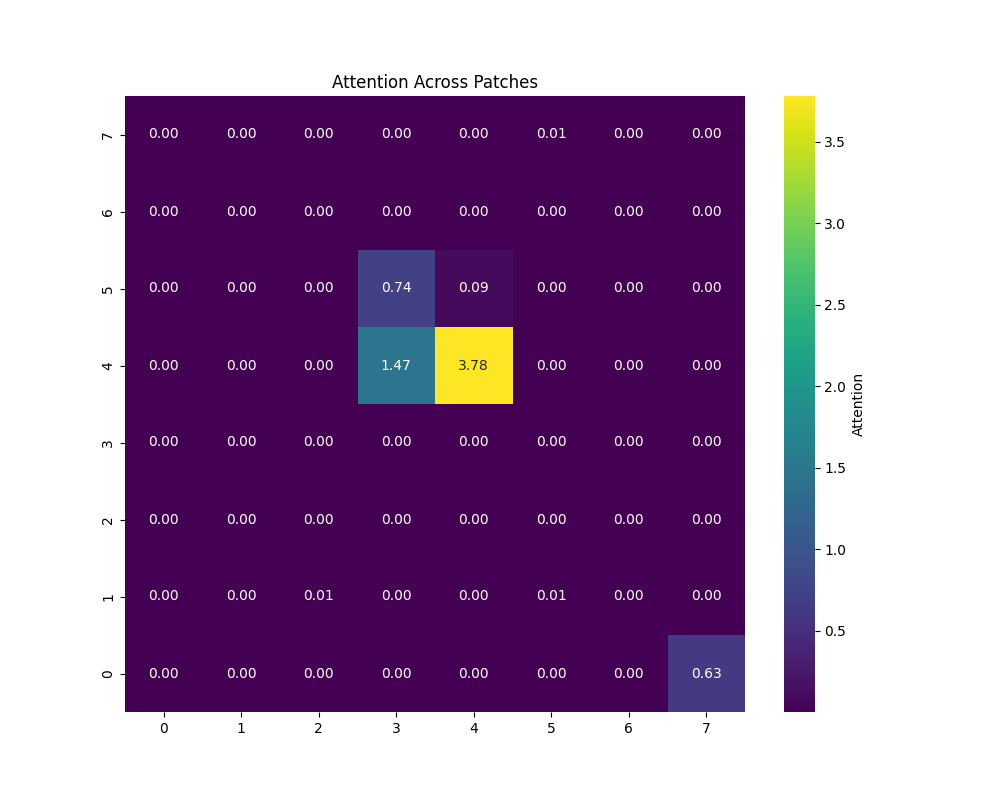 Attention Across Patches
7 0.00 0.00 0.00 0.00 0.00 0.01 0.00 0.00
6 0.00 0.00 0.00 0.00 0.00 0.00 0.00 0.00
5 0.00 0.00 0.00 0.74 0.09 0.00 0.00 0.00
4 0.00 0.00 0.00 1.47 3.78 0.00 0.00 0.00
3 0.00 0.00 0.00 0.00 0.00 0.00 0.00 0.00
2 0.00 0.00 0.00 0.00 0.00 0.00 0.00 0.00
1 0.00 0.00 0.01 0.00 0.00 0.01 0.00 0.00
0 0.00 0.00 0.00 0.00 0.00 0.00 0.00 0.63
0 1 2 3 4 5 6 7
3.5
3.0
2.5
2.0
1.5
1.0
0.5
Attention